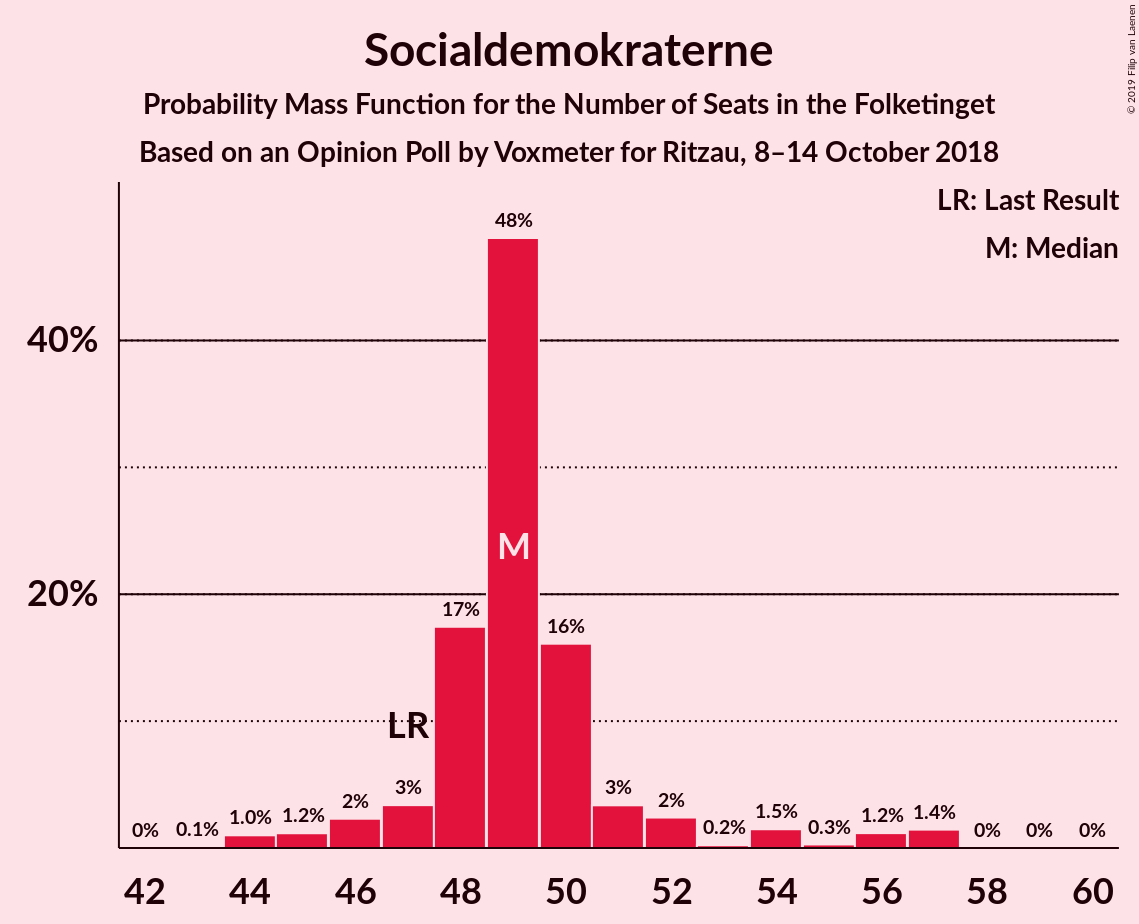 Socialdemokraterne
Probability Mass Function for the Number of Seats in the Folketinget
Based on an Opinion Poll by Voxmeter for Ritzau, 8–14 October 2018
© 2019 Filip van Laenen
LR: Last Result
M: Median
48%
40%
M
20%
17%
16%
LR
0%
0.1%
1.0%
1.2%
2%
3%
3%
2%
0.2%
1.5%
0.3%
1.2%
1.4%
0%
0%
0%
42 44 46 48 50 52 54 56 58 60